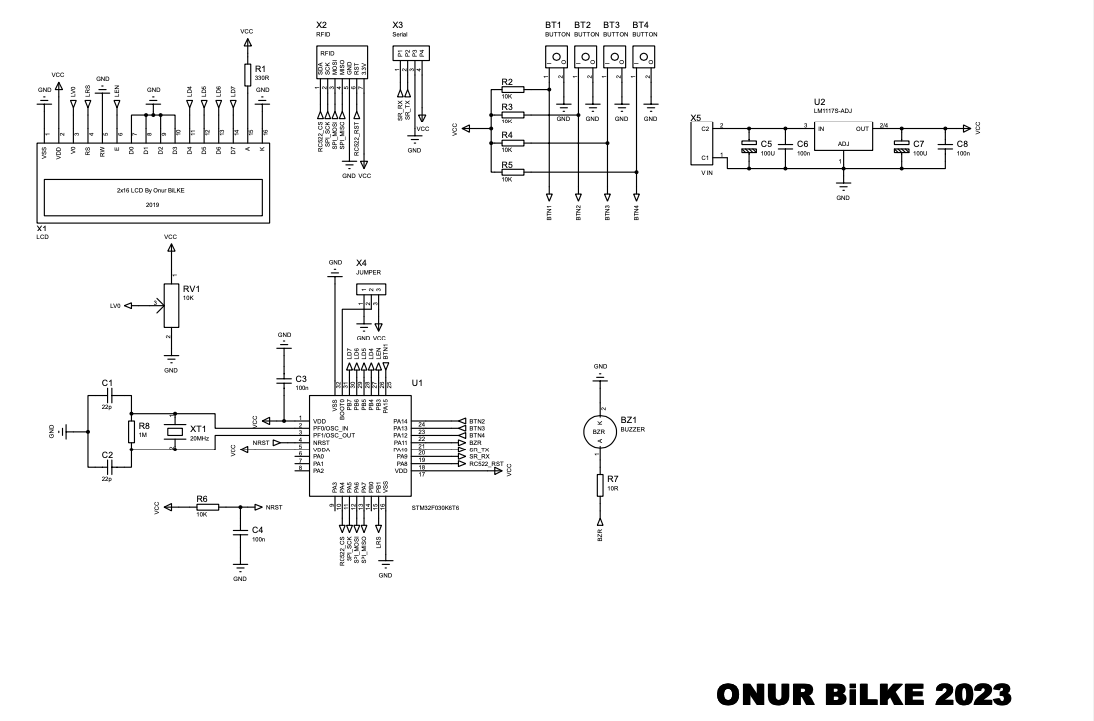 X2
RFID
X3
Serial
BT1
BUTTON
BT2
BUTTON
BT3
BUTTON
BT4
BUTTON
VCC
R1
330R
VCC
GND
LV0
LRS
GND
LEN
GND
LD4
LD5
LD6
LD7
GND
1
2
3
4
5
6
7
8
9
10
11
12
13
14
15
16
VSS
VDD
V0
RS
RW
E
D0
D1
D2
D3
D4
D5
D6
D7
A
K
2x16 LCD By Onur BILKE
2019
X1
LCD
RFID
SDA
SCK
MOSI
MISO
GND
RST
3.3V
1
2
3
4
5
6
7
RC522_CS
SPI_SCK
SPI_MOSI
SPI_MISO
RC522_RST
GND
VCC
P1
P2
P3
P4
1
2
3
4
SR_RX
SR_TX
VCC
GND
I
O
I
O
I
O
I
O
1
2
1
2
1
2
1
2
GND
GND
GND
GND
R2
10K
R3
10K
R4
10K
R5
10K
VCC
BTN1
BTN2
BTN3
BTN4
X5
C2
C1
2
1
V IN
C5
100U
C6
100n
U2
LM1117S-ADJ
3
IN
OUT
2/4
ADJ
1
GND
C7
100U
C8
100n
VCC
VCC
1
RV1
10K
3
LV0
2
GND
GND
X4
JUMPER
1
2
3
1
2
3
GND
VCC
LD7
LD6
LD5
LD4
LEN
BTN1
GND
C3
100n
VCC
32
31
30
29
28
27
26
25
U1
VSS
BOOT0
PB7
PB6
PB5
PB4
PB3
PA15
C1
22p
GND
R8
1M
1
2
XT1
20MHz
C2
22p
NRST
VCC
1
2
3
4
5
6
7
8
VDD
PF0/OSC_IN
PF1/OSC_OUT
NRST
VDDA
PA0
PA1
PA2
PA14
PA13
PA12
PA11
PA10
PA9
PA8
VDD
24
23
22
21
20
19
18
17
BTN2
BTN3
BTN4
BZR
SR_TX
SR_RX
RC522_RST
VCC
PA3
PA4
PA5
PA6
PA7
PB0
PB1
VSS
9
10
11
12
13
14
15
16
STM32F030K6T6
RC522_CS
SPI_SCK
SPI_MOSI
SPI_MISO
LRS
GND
VCC
R6
10K
NRST
C4
100n
GND
GND
2
K
BZR
A
1
BZ1
BUZZER
R7
10R
BZR
ONUR BiLKE 2023